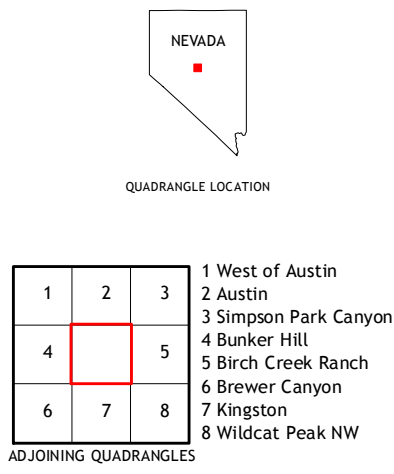 NEVADA
QUADRANGLE LOCATION
1 2 3
4 5
6 7 8
1 West of Austin
2 Austin
3 Simpson Park Canyon
4 Bunker Hill
5 Birch Creek Ranch
6 Brewer Canyon
7 Kingston
8 Wildcat Peak NW
ADJOINING QUADRANGLES